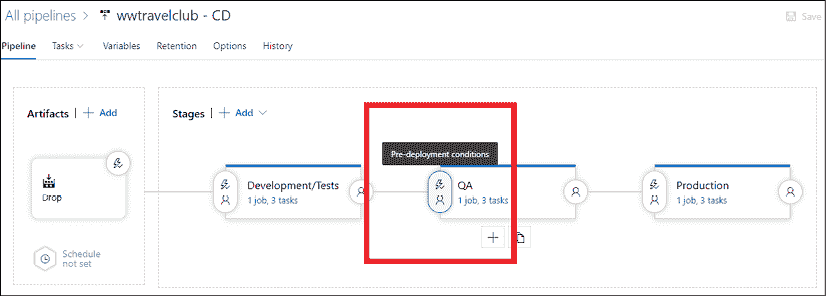 All pipelines > wwtravelclub - CD
Save
Pipeline Tasks Variables Retention Options History
Artifacts | + Add
Stages | + Add
Pre-deployment conditions
Drop
Development/Tests
1 job, 3 tasks
QA
1 job, 3 tasks
Production
1 job, 3 tasks
Schedule
not set